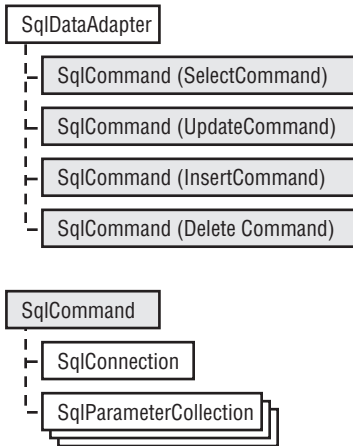 SqlDataAdapter
SqlCommand (SelectCommand)
SqlCommand (UpdateCommand)
SqlCommand (InsertCommand)
SqlCommand (Delete Command)
SqlCommand
SqlConnection
SqlParameterCollection